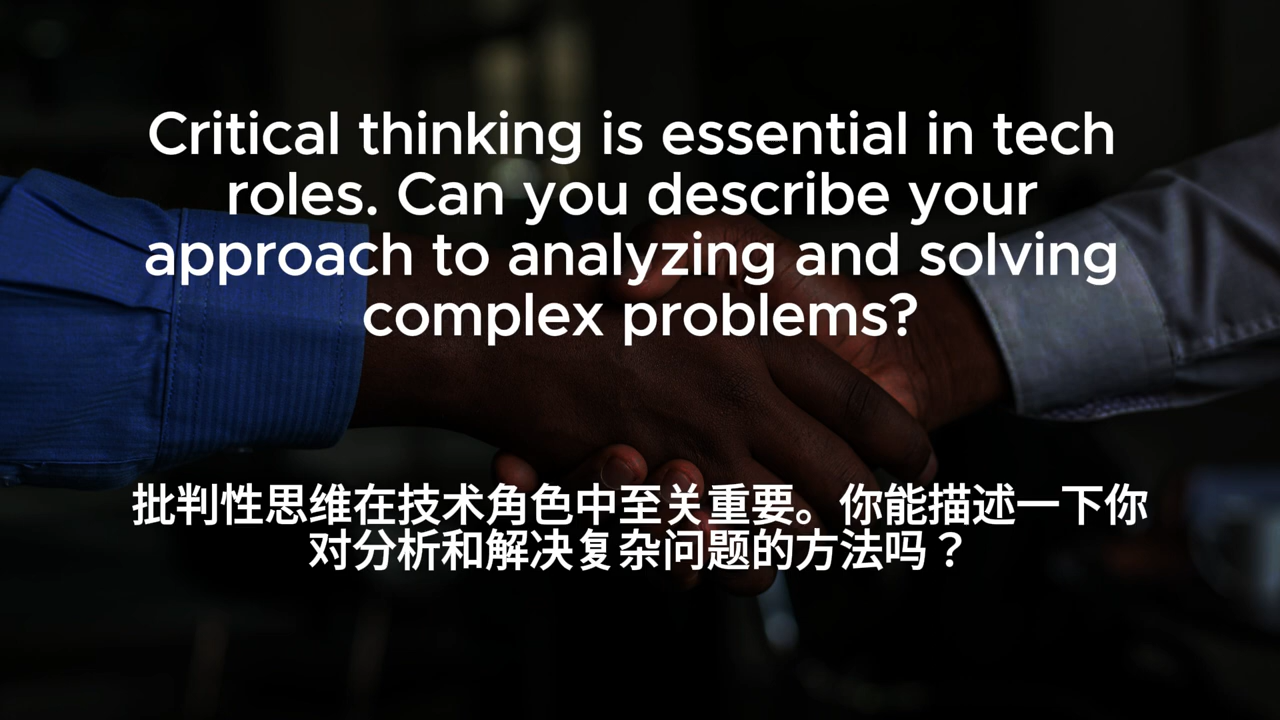 Critical thinking is essential in tech
roles. Can you describe your
approach to analyzing and solving
complex problems?
批判性思维在技术角色中至关重要。你能描述一下你
对分析和解决复杂问题的方法吗？